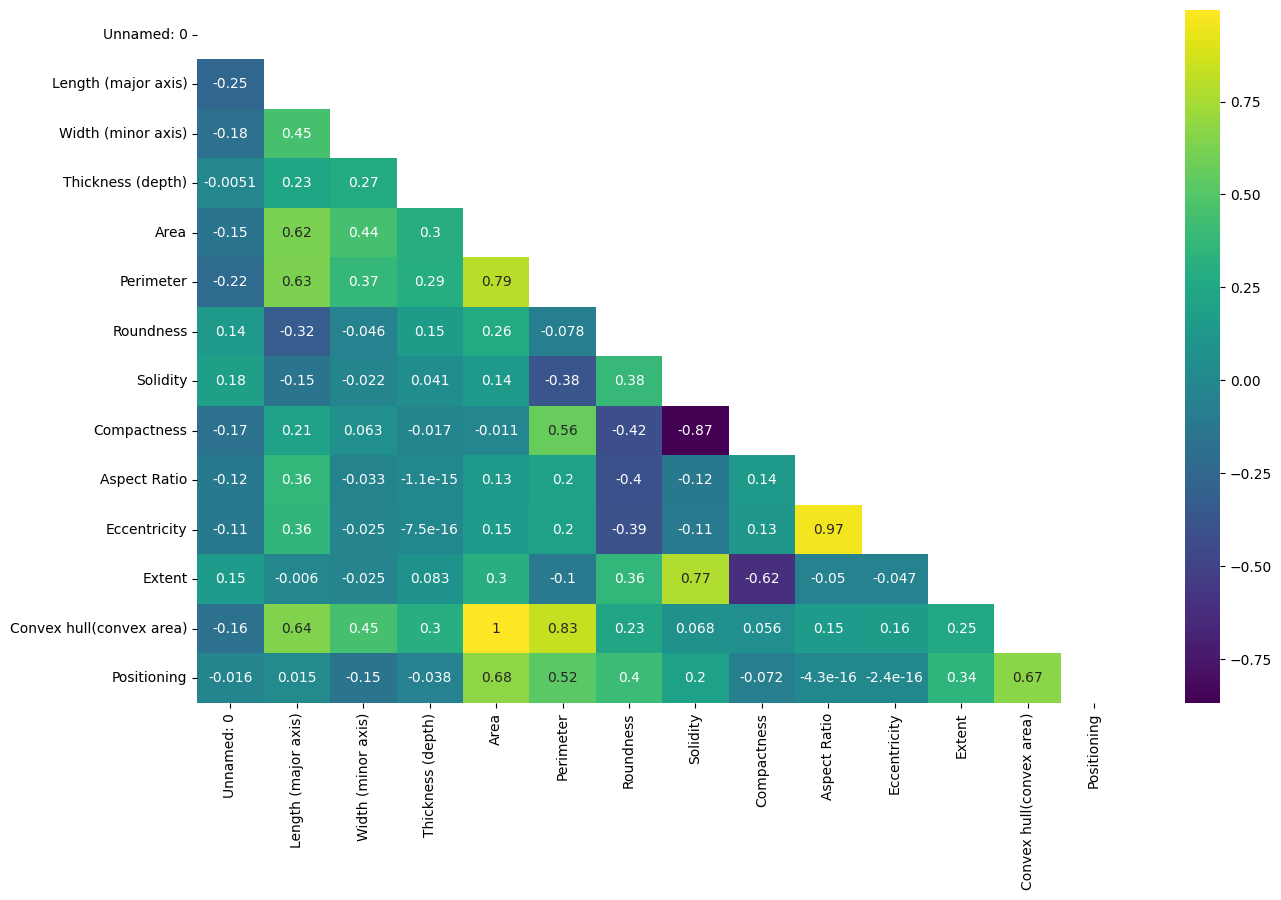 Unnamed: 0
Length (major axis) -0.25
Width (minor axis) -0.18 0.45
Thickness (depth) -0.0051 0.23 0.27
Area -0.15 0.62 0.44 0.3
Perimeter -0.22 0.63 0.37 0.29 0.79
Roundness 0.14 -0.32 -0.046 0.15 0.26 -0.078
Solidity 0.18 -0.15 -0.022 0.041 0.14 -0.38 0.38
Compactness -0.17 0.21 0.063 -0.017 -0.011 0.56 -0.42 -0.87
Aspect Ratio -0.12 0.36 -0.033 -1.1e-15 0.13 0.2 -0.4 -0.12 0.14
Eccentricity -0.11 0.36 -0.025 -7.5e-16 0.15 0.2 -0.39 -0.11 0.13 0.97
Extent 0.15 -0.006 -0.025 0.083 0.3 -0.1 0.36 0.77 -0.62 -0.05 -0.047
Convex hull(convex area) -0.16 0.64 0.45 0.3 1 0.83 0.23 0.068 0.056 0.15 0.16 0.25
Positioning -0.016 0.015 -0.15 -0.038 0.68 0.52 0.4 0.2 -0.072 -4.3e-16 -2.4e-16 0.34 0.67
Unnamed: 0
Length (major axis)
Width (minor axis)
Thickness (depth)
Area
Perimeter
Roundness
Solidity
Compactness
Aspect Ratio
Eccentricity
Extent
Convex hull(convex area)
Positioning
0.75
0.50
0.25
0.00
−0.25
−0.50
−0.75